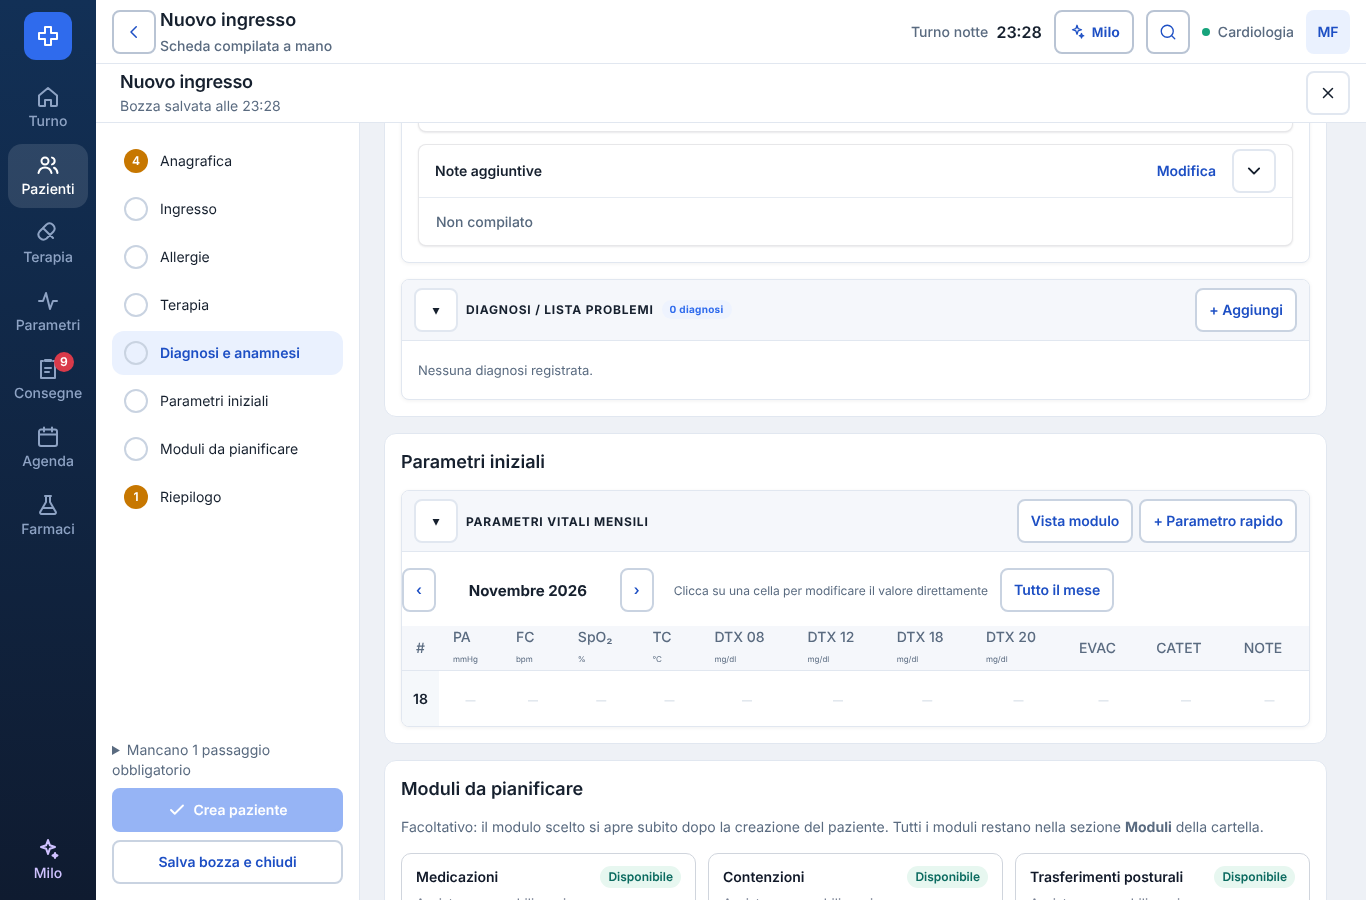 Nuovo ingresso
Scheda compilata a mano
Turno notte 23:28
Milo
Cardiologia
MF
Turno
Pazienti
Terapia
Parametri
9
Consegne
Agenda
Farmaci
Milo
Nuovo ingresso
Bozza salvata alle 23:28
4 Anagrafica
Ingresso
Allergie
Terapia
Diagnosi e anamnesi
Parametri iniziali
Moduli da pianificare
1 Riepilogo
Mancano 1 passaggio
obbligatorio
Crea paziente
Salva bozza e chiudi
Note aggiuntive
Modifica
Non compilato
DIAGNOSI / LISTA PROBLEMI 0 diagnosi
+ Aggiungi
Nessuna diagnosi registrata.
Parametri iniziali
PARAMETRI VITALI MENSILI
Vista modulo
+ Parametro rapido
‹ Novembre 2026 › Clicca su una cella per modificare il valore direttamente Tutto il mese
# PA FC SpO₂ TC DTX 08 DTX 12 DTX 18 DTX 20 EVAC CATET NOTE
mmHg bpm % °C mg/dl mg/dl mg/dl mg/dl
18 — — — — — — — — — — —
Moduli da pianificare
Facoltativo: il modulo scelto si apre subito dopo la creazione del paziente. Tutti i moduli restano nella sezione Moduli della cartella.
Medicazioni Disponibile
Contenzioni Disponibile
Trasferimenti posturali Disponibile